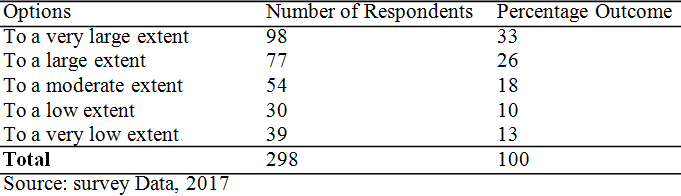 Options Number of Respondents Percentage Outcome
To a very large extent 98 33
To a large extent 77 26
To a moderate extent 54 18
To a low extent 30 10
To a very low extent 39 13
Total 298 100
Source: survey Data, 2017